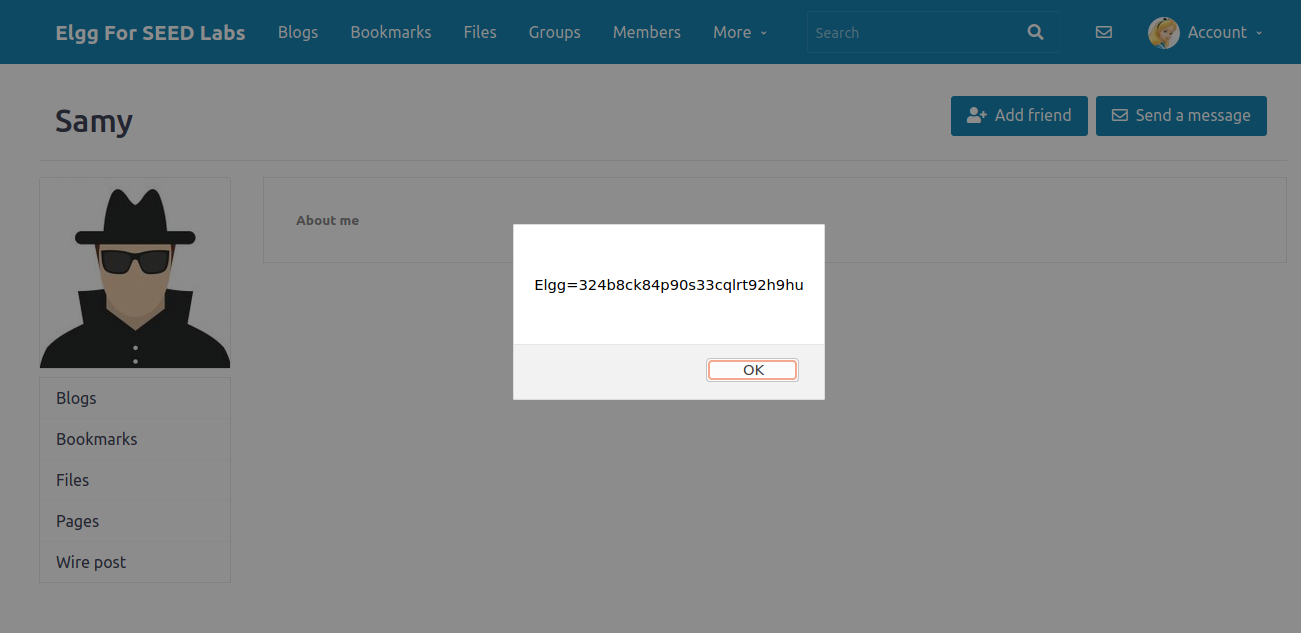 Elgg For SEED Labs Blogs Bookmarks Files Groups Members More Search Account
Samy Add friend Send a message
About me
Elgg=324b8ck84p90s33cqlrt92h9hu
OK
Blogs
Bookmarks
Files
Pages
Wire post